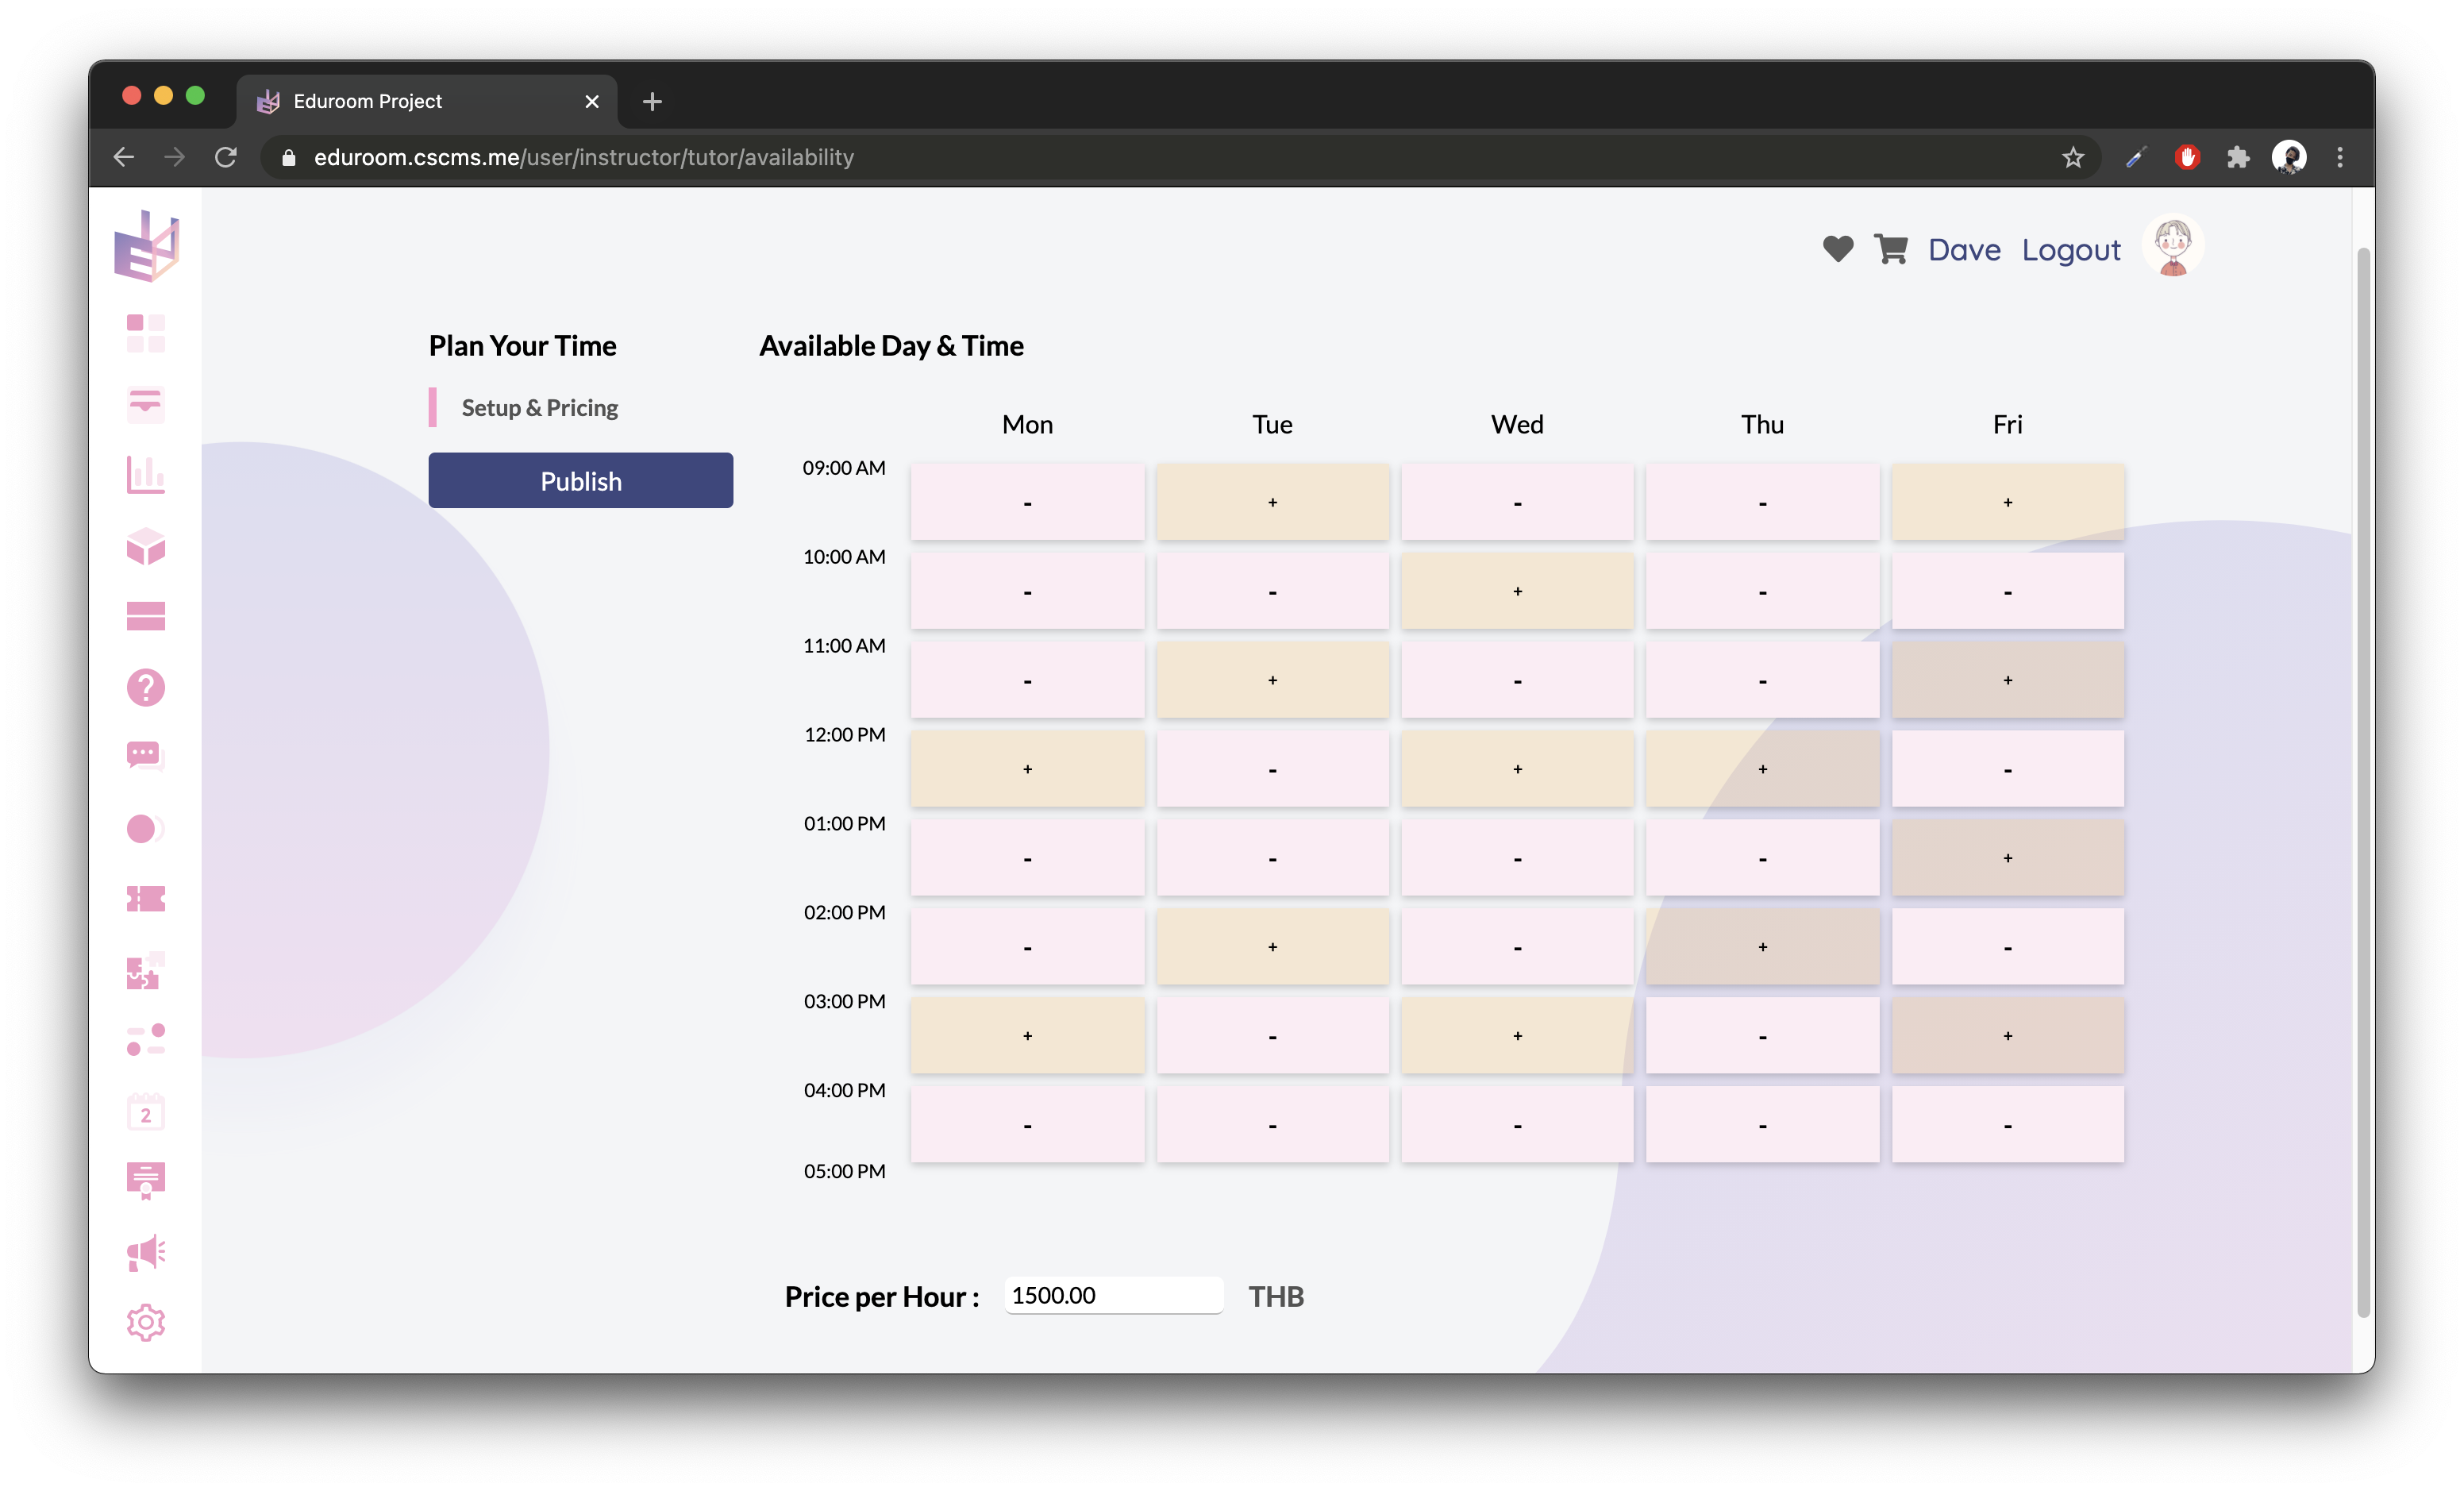 Eduroom Project
eduroom.cscms.me/user/instructor/tutor/availability
Dave Logout
Plan Your Time
Setup & Pricing
Publish
Available Day & Time
Mon Tue Wed Thu Fri
09:00 AM - + - - +
10:00 AM - - + - -
11:00 AM - + - - +
12:00 PM + - + + -
01:00 PM - - - - +
02:00 PM - + - + -
03:00 PM + - + - +
04:00 PM - - - - -
05:00 PM
Price per Hour : 1500.00 THB
2